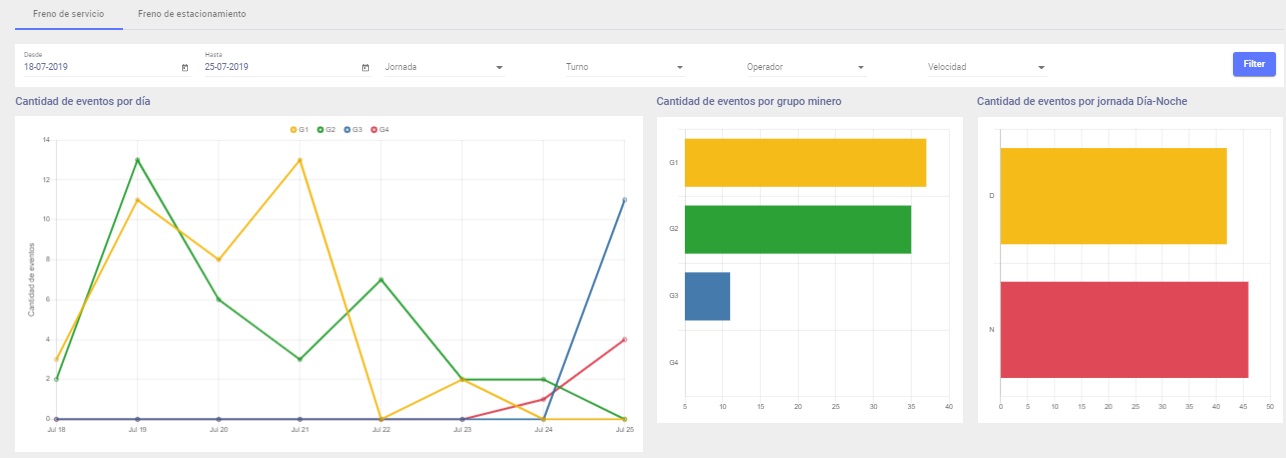 Freno de servicio Freno de estacionamiento
Desde Hasta
18-07-2019 25-07-2019 Jornada Turno Operador Velocidad Filter
Cantidad de eventos por día
G1 G2 G3 G4
14
12
10
8
6
4
2
0
Cantidad de eventos
Jul 18 Jul 19 Jul 20 Jul 21 Jul 22 Jul 23 Jul 24 Jul 25
Cantidad de eventos por grupo minero
G1
G2
G3
G4
5 10 15 20 25 30 35 40
Cantidad de eventos por jornada Día-Noche
D
N
0 5 10 15 20 25 30 35 40 45 50